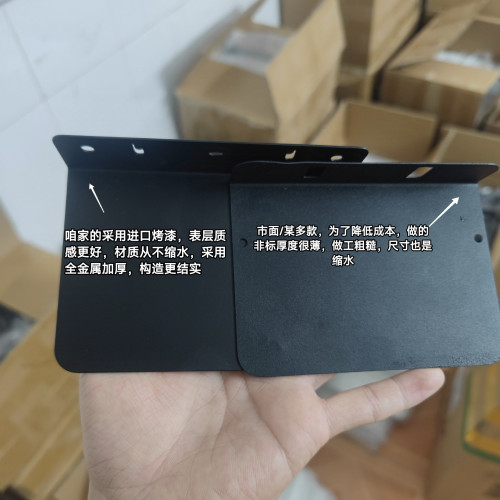 咱家的采用进口烤漆，表层质
感更好，材质从不缩水，采用
全金属加厚，构造更结实
市面/某多款，为了降低成本，做的
非标厚度很薄，做工粗糙，尺寸也是
缩水